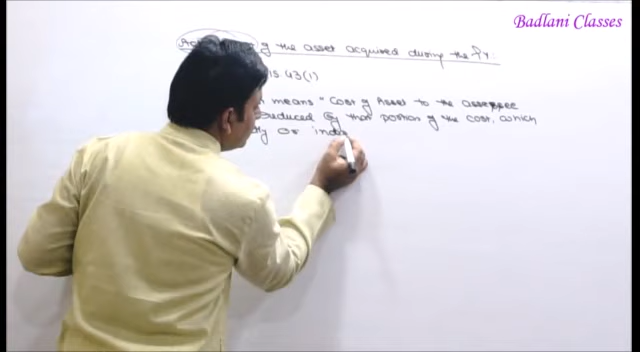 Badlani Classes
of the asset acquired during the P.Y.
43(1)
means "Cost of Asset to the assessee
reduced by that portion of the cost, which
or indi